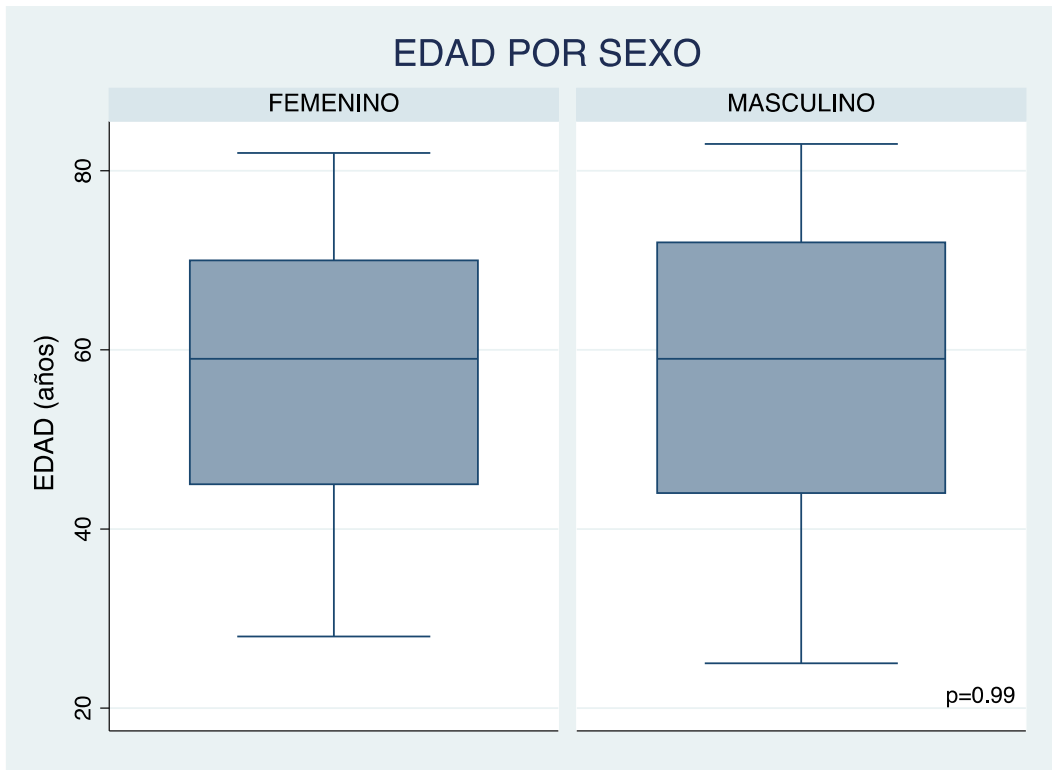 EDAD POR SEXO
FEMENINO
MASCULINO
EDAD (años)
80
60
40
20
p=0.99